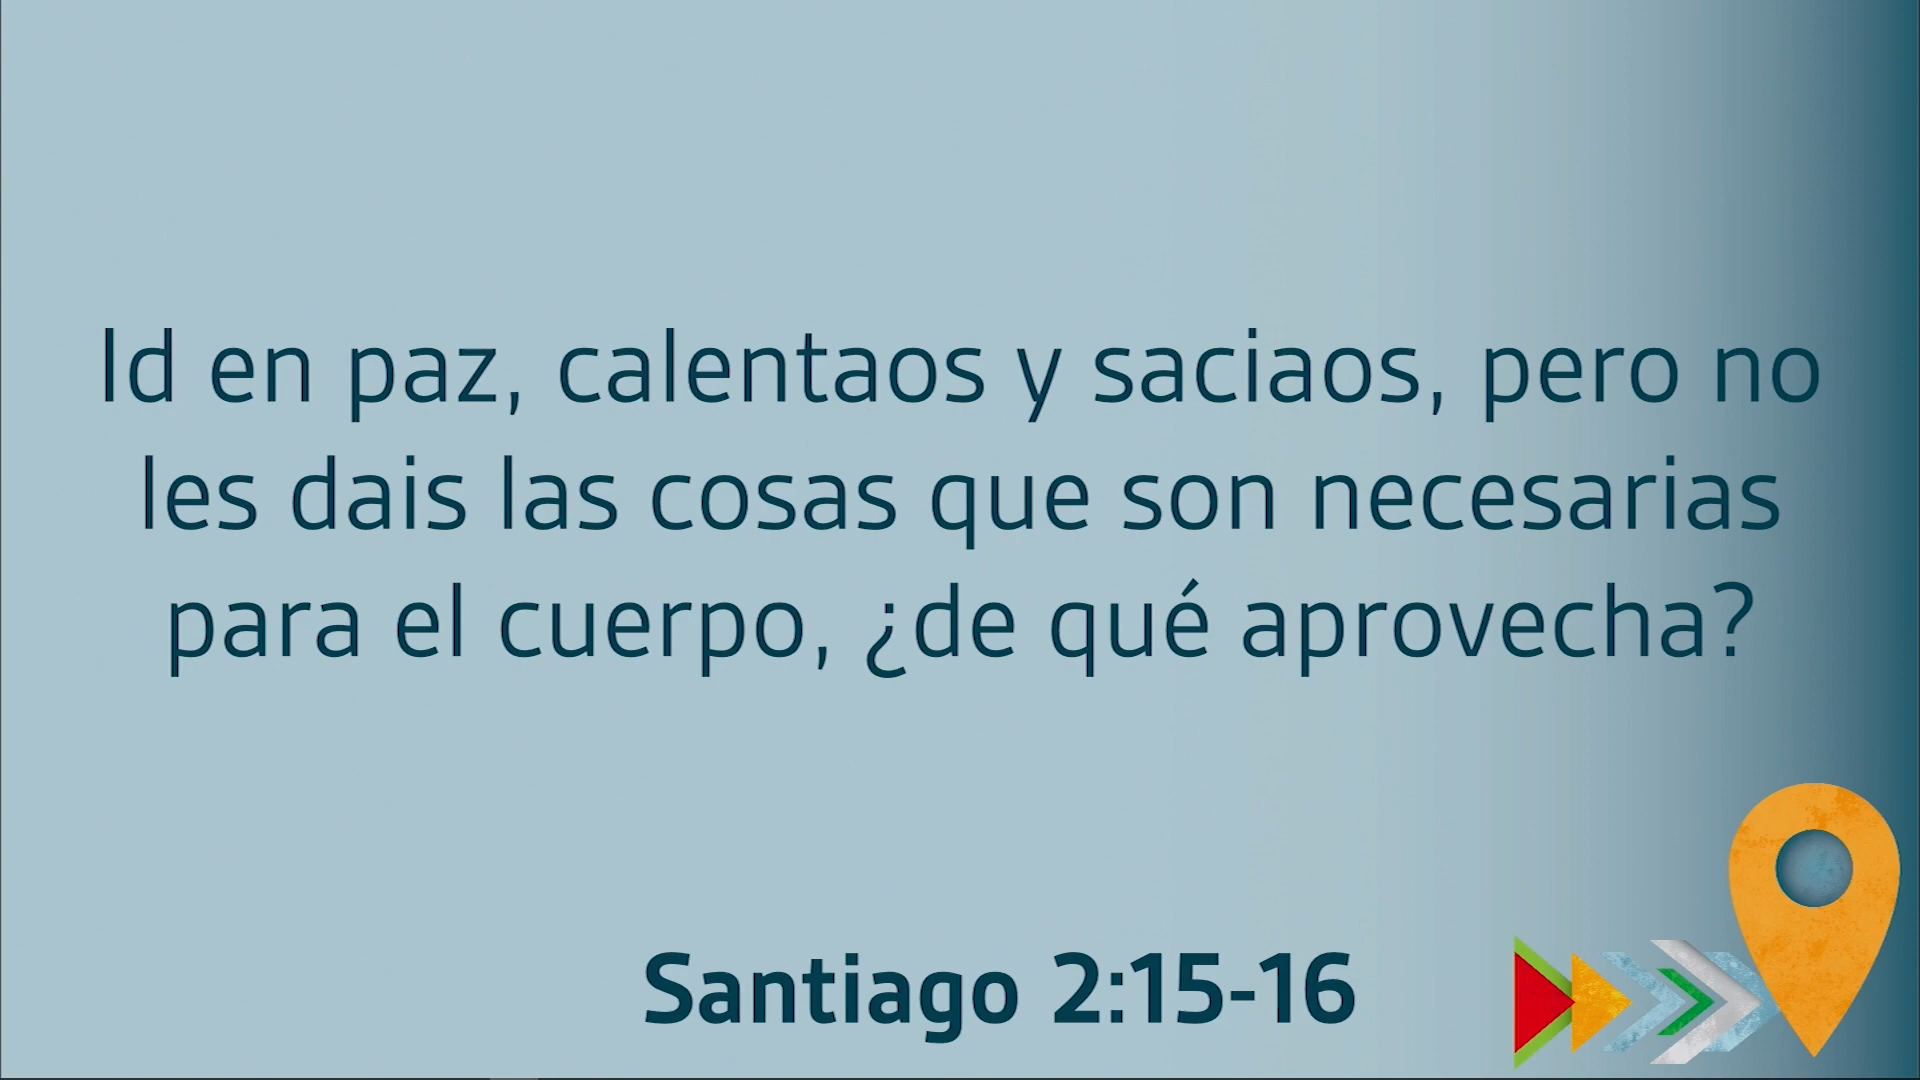 Id en paz, calentaos y saciaos, pero no
les dais las cosas que son necesarias
para el cuerpo, ¿de qué aprovecha?
Santiago 2:15-16